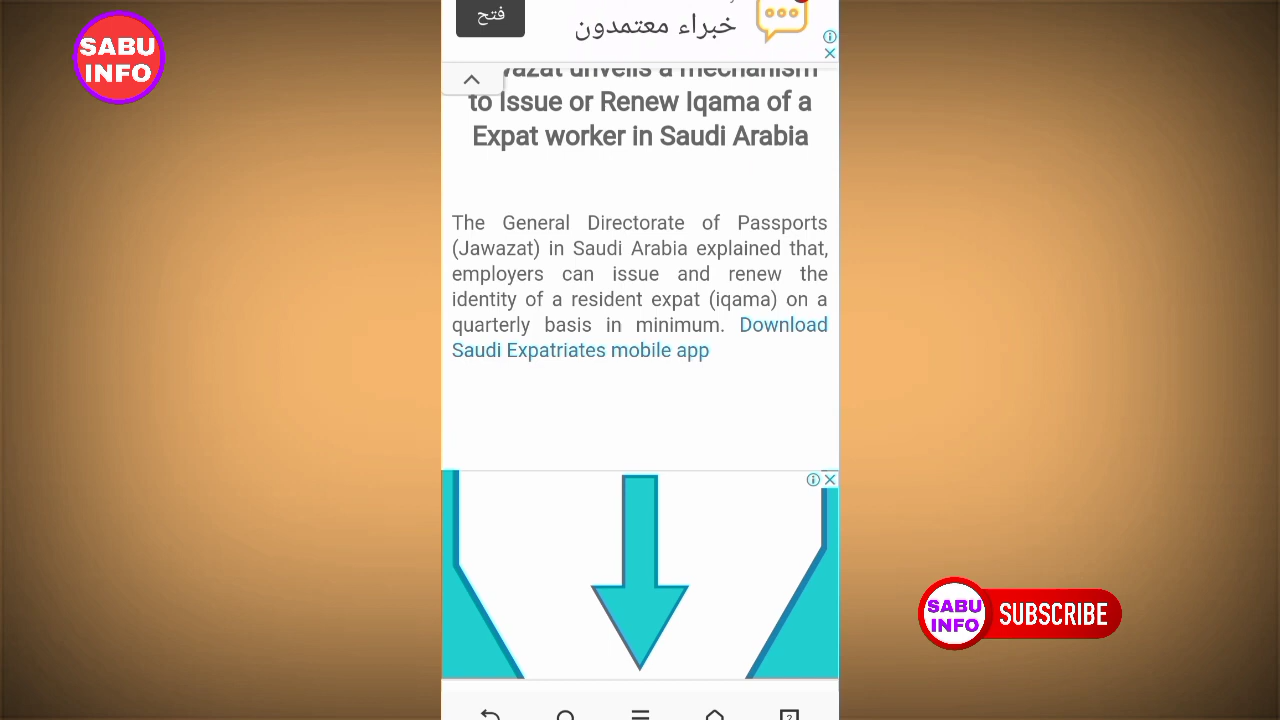 SABU
INFO
فتح
خبراء معتمدون
unveils a mechanism
to Issue or Renew Iqama of a
Expat worker in Saudi Arabia
The General Directorate of Passports
(Jawazat) in Saudi Arabia explained that,
employers can issue and renew the
identity of a resident expat (iqama) on a
quarterly basis in minimum. Download
Saudi Expatriates mobile app
SABU
INFO
SUBSCRIBE